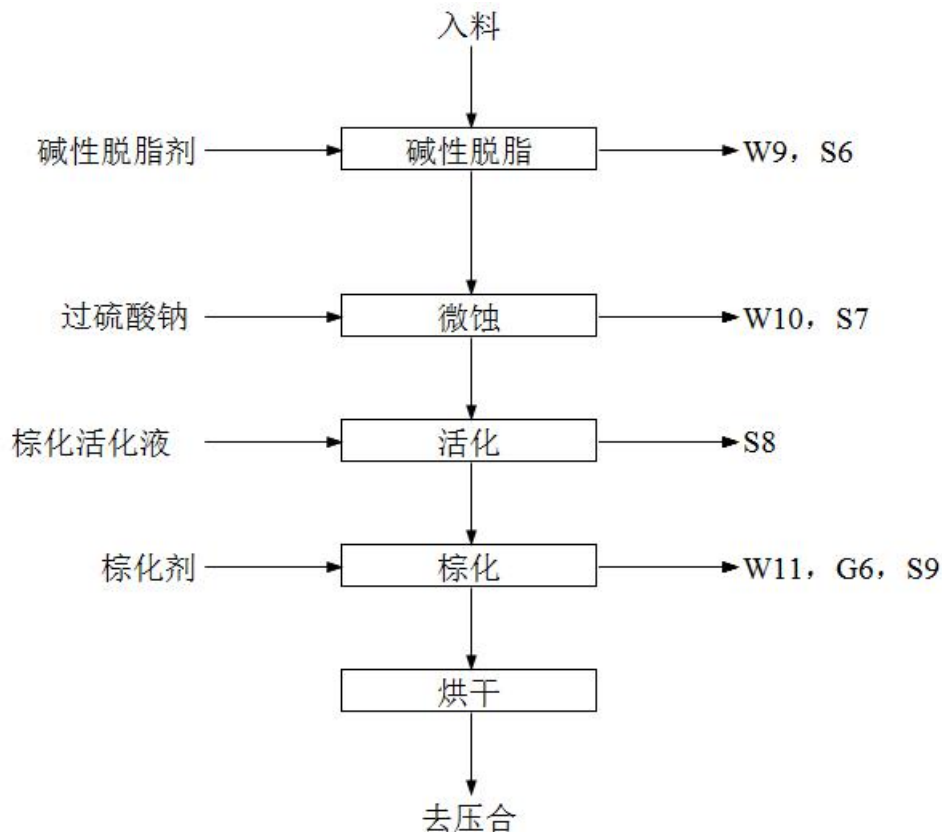 入料
碱性脱脂剂
碱性脱脂
W9，S6
过硫酸钠
微蚀
W10，S7
棕化活化液
活化
S8
棕化剂
棕化
W11，G6，S9
烘干
去压合